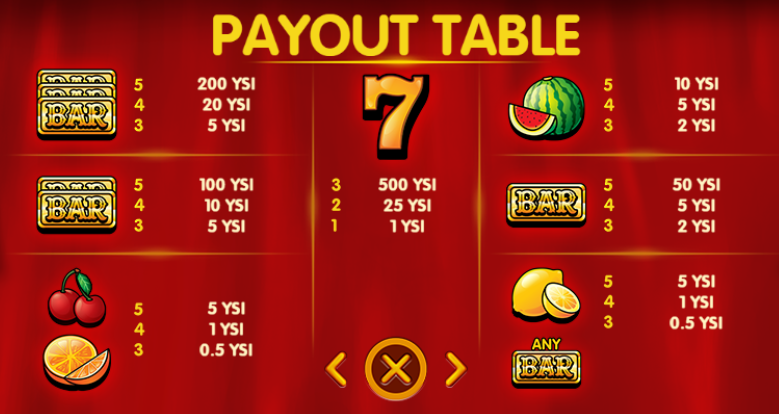 PAYOUT TABLE
BAR
5 200 YSI
4 20 YSI
3 5 YSI
BAR
5 100 YSI
4 10 YSI
3 5 YSI
5 5 YSI
4 1 YSI
3 0.5 YSI
7
3 500 YSI
2 25 YSI
1 1 YSI
5 10 YSI
4 5 YSI
3 2 YSI
BAR
5 50 YSI
4 5 YSI
3 2 YSI
5 5 YSI
4 1 YSI
3 0.5 YSI
ANY
BAR